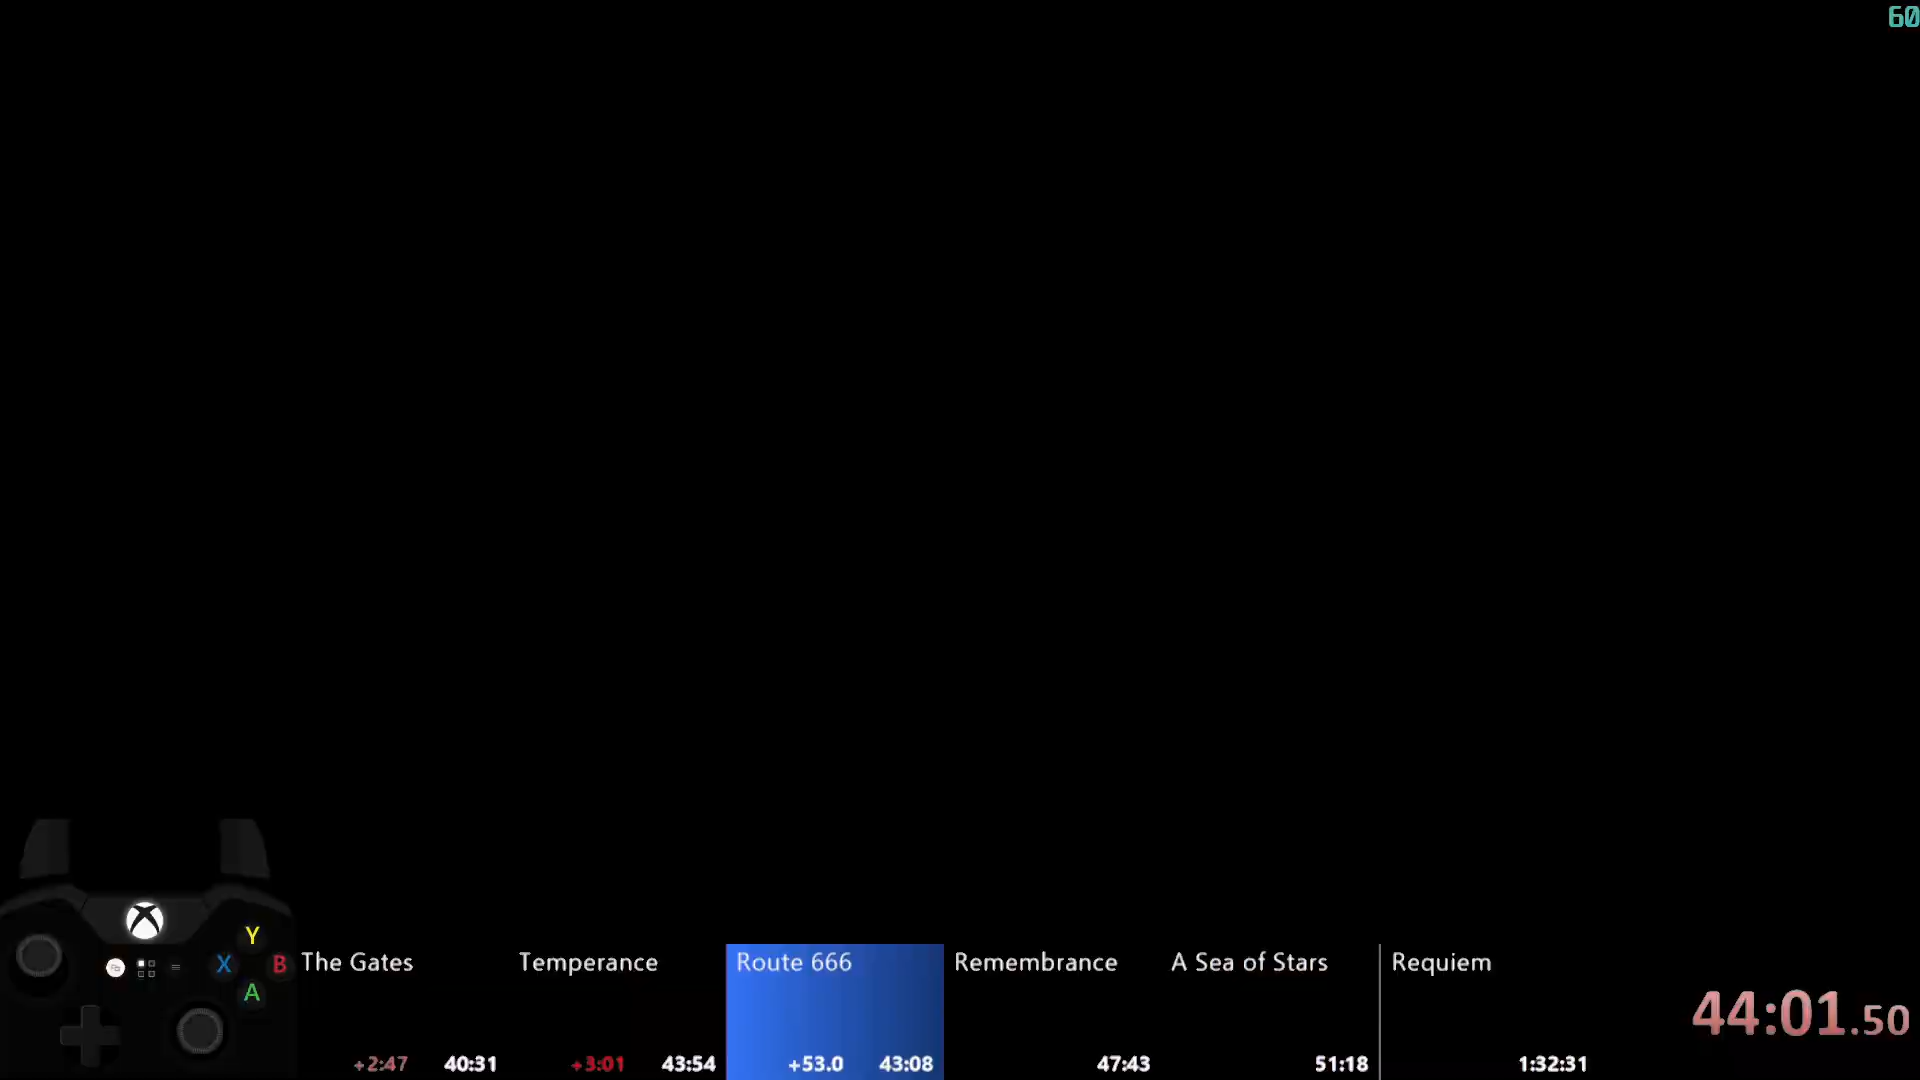 60
Y
X B
A
The Gates Temperance Route 666 Remembrance A Sea of Stars Requiem
+2:47 40:31 +3:01 43:54 +53.0 43:08 47:43 51:18 1:32:31
44:01.50